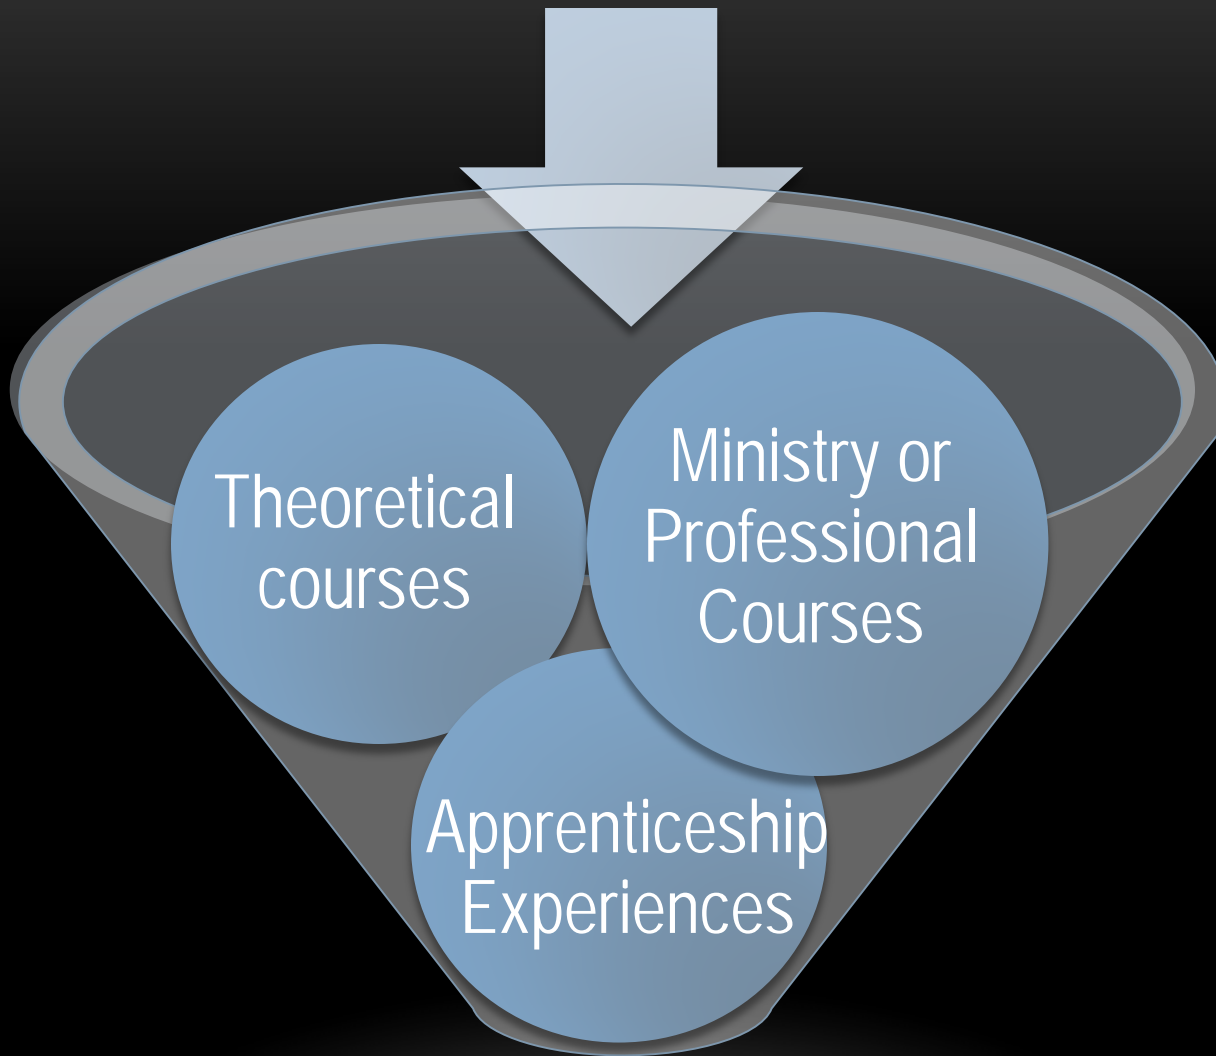 Theoretical
courses
Ministry or
Professional
Courses
Apprenticeship
Experiences